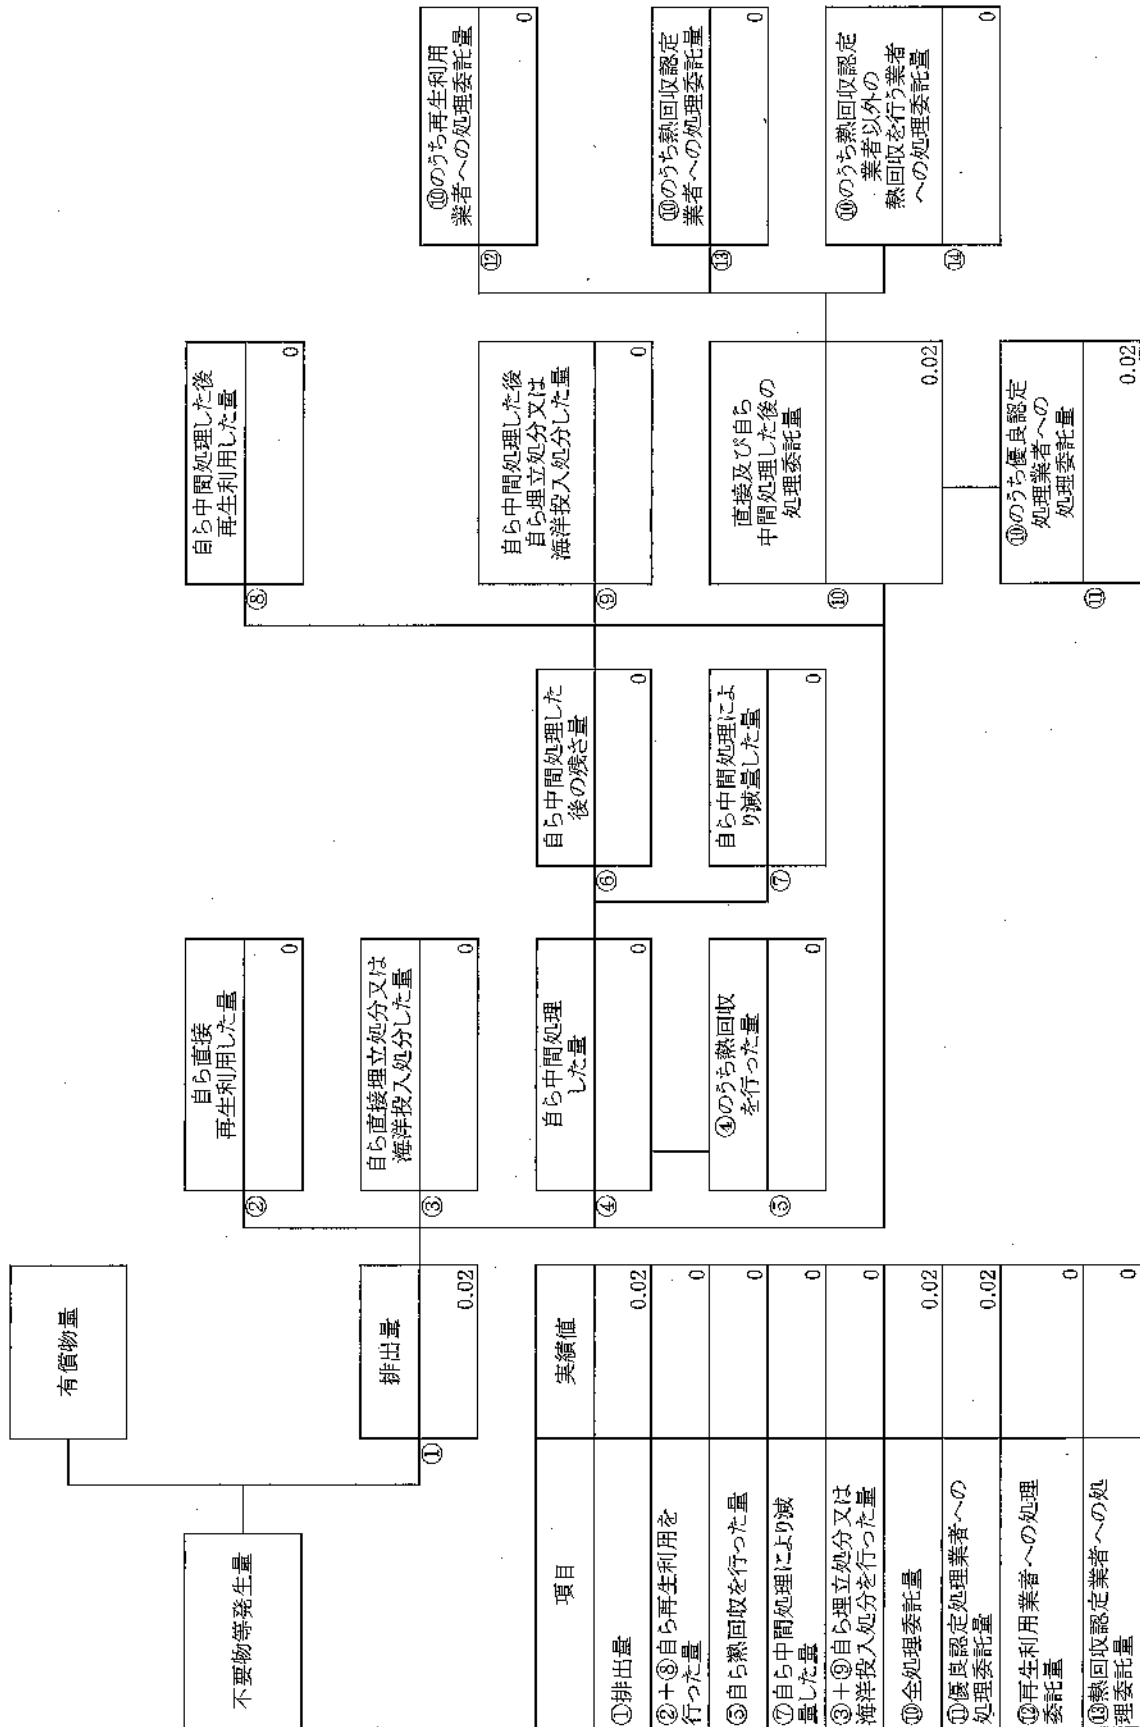 不要物等発生量
有償物量
①
排出量
0.02
②
自ら直接
再生利用した量
0
③
自ら直接埋立処分又は
海洋投入処分した量
0
④
自ら中間処理
した量
0
⑤
④のうち熱回収
を行った量
0
⑥
自ら中間処理した
後の残さ量
0
⑦
自ら中間処理によ
り減量した量
0
⑧
自ら中間処理した後
再生利用した量
0
⑨
自ら中間処理した後
自ら埋立処分又は
海洋投入処分した量
0
⑩
直接及び自ら
中間処理した後の
処理委託量
0.02
⑪
⑩のうち優良認定
処理業者への
処理委託量
0.02
⑫
⑩のうち再生利用
業者への処理委託量
0
⑬
⑩のうち熱回収認定
業者への処理委託量
0
⑭
⑩のうち熱回収認定
業者以外の
熱回収を行う業者
への処理委託量
0
項目
実績値
①排出量
0.02
②+⑧自ら再生利用を
行った量
0
⑤自ら熱回収を行った量
0
⑦自ら中間処理により減
量した量
0
③+⑨自ら埋立処分又は
海洋投入処分を行った量
0
⑩全処理委託量
0.02
⑪優良認定処理業者への
処理委託量
0.02
⑫再生利用業者への処理
委託量
0
⑬熱回収認定業者への処
理委託量
0